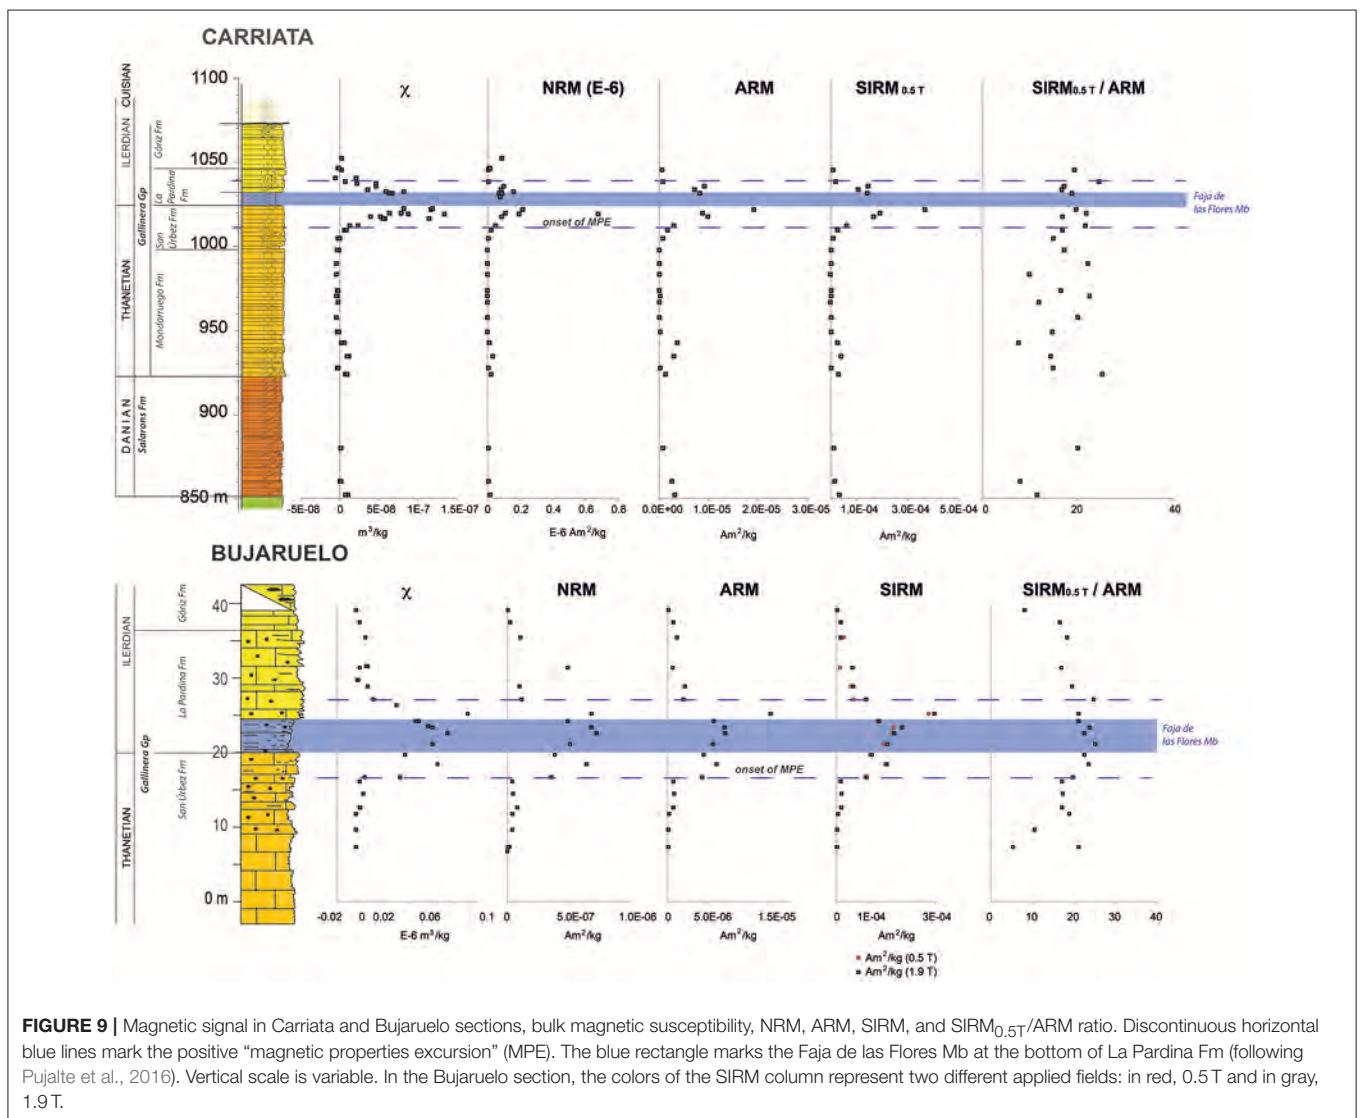 CARRIATA
CUISIAN
ILERDIAN
THANETIAN
DANIAN
Gallinera Gp
Salarons Fm
Góriz Fm
La Pardina Fm
San Úrbez Fm
Mondarruego Fm
1100
1050
1000
950
900
850 m
χ
NRM (E-6)
ARM
SIRM 0.5 T
SIRM0.5 T / ARM
Faja de
las Flores Mb
onset of MPE
-5E-08 0 5E-08 1E-7 1.5E-07
m3/kg
0 0.2 0.4 0.6 0.8
E-6 Am2/kg
0.E+00 1.0E-05 2.0E-05 3.0E-05
Am2/kg
1.0E-04 3.0E-04 5.0E-04
Am2/kg
0 20 40
BUJARUELO
ILERDIAN
THANETIAN
Gallinera Gp
Góriz Fm
La Pardina Fm
San Úrbez Fm
40
30
20
10
0 m
χ
NRM
ARM
SIRM
SIRM0.5 T / ARM
Faja de
las Flores Mb
onset of MPE
-0.02 0 0.02 0.06 0.1
E-6 m3/kg
0 5.0E-07 1.0E-06
Am2/kg
0 5.0E-06 1.5E-05
Am2/kg
0 1E-04 3E-04
Am2/kg
Am2/kg (0.5 T)
Am2/kg (1.9 T)
0 10 20 30 40
FIGURE 9 | Magnetic signal in Carriata and Bujaruelo sections, bulk magnetic susceptibility, NRM, ARM, SIRM, and SIRM0.5T/ARM ratio. Discontinuous horizontal
blue lines mark the positive “magnetic properties excursion” (MPE). The blue rectangle marks the Faja de las Flores Mb at the bottom of La Pardina Fm (following
Pujalte et al., 2016). Vertical scale is variable. In the Bujaruelo section, the colors of the SIRM column represent two different applied fields: in red, 0.5 T and in gray,
1.9 T.